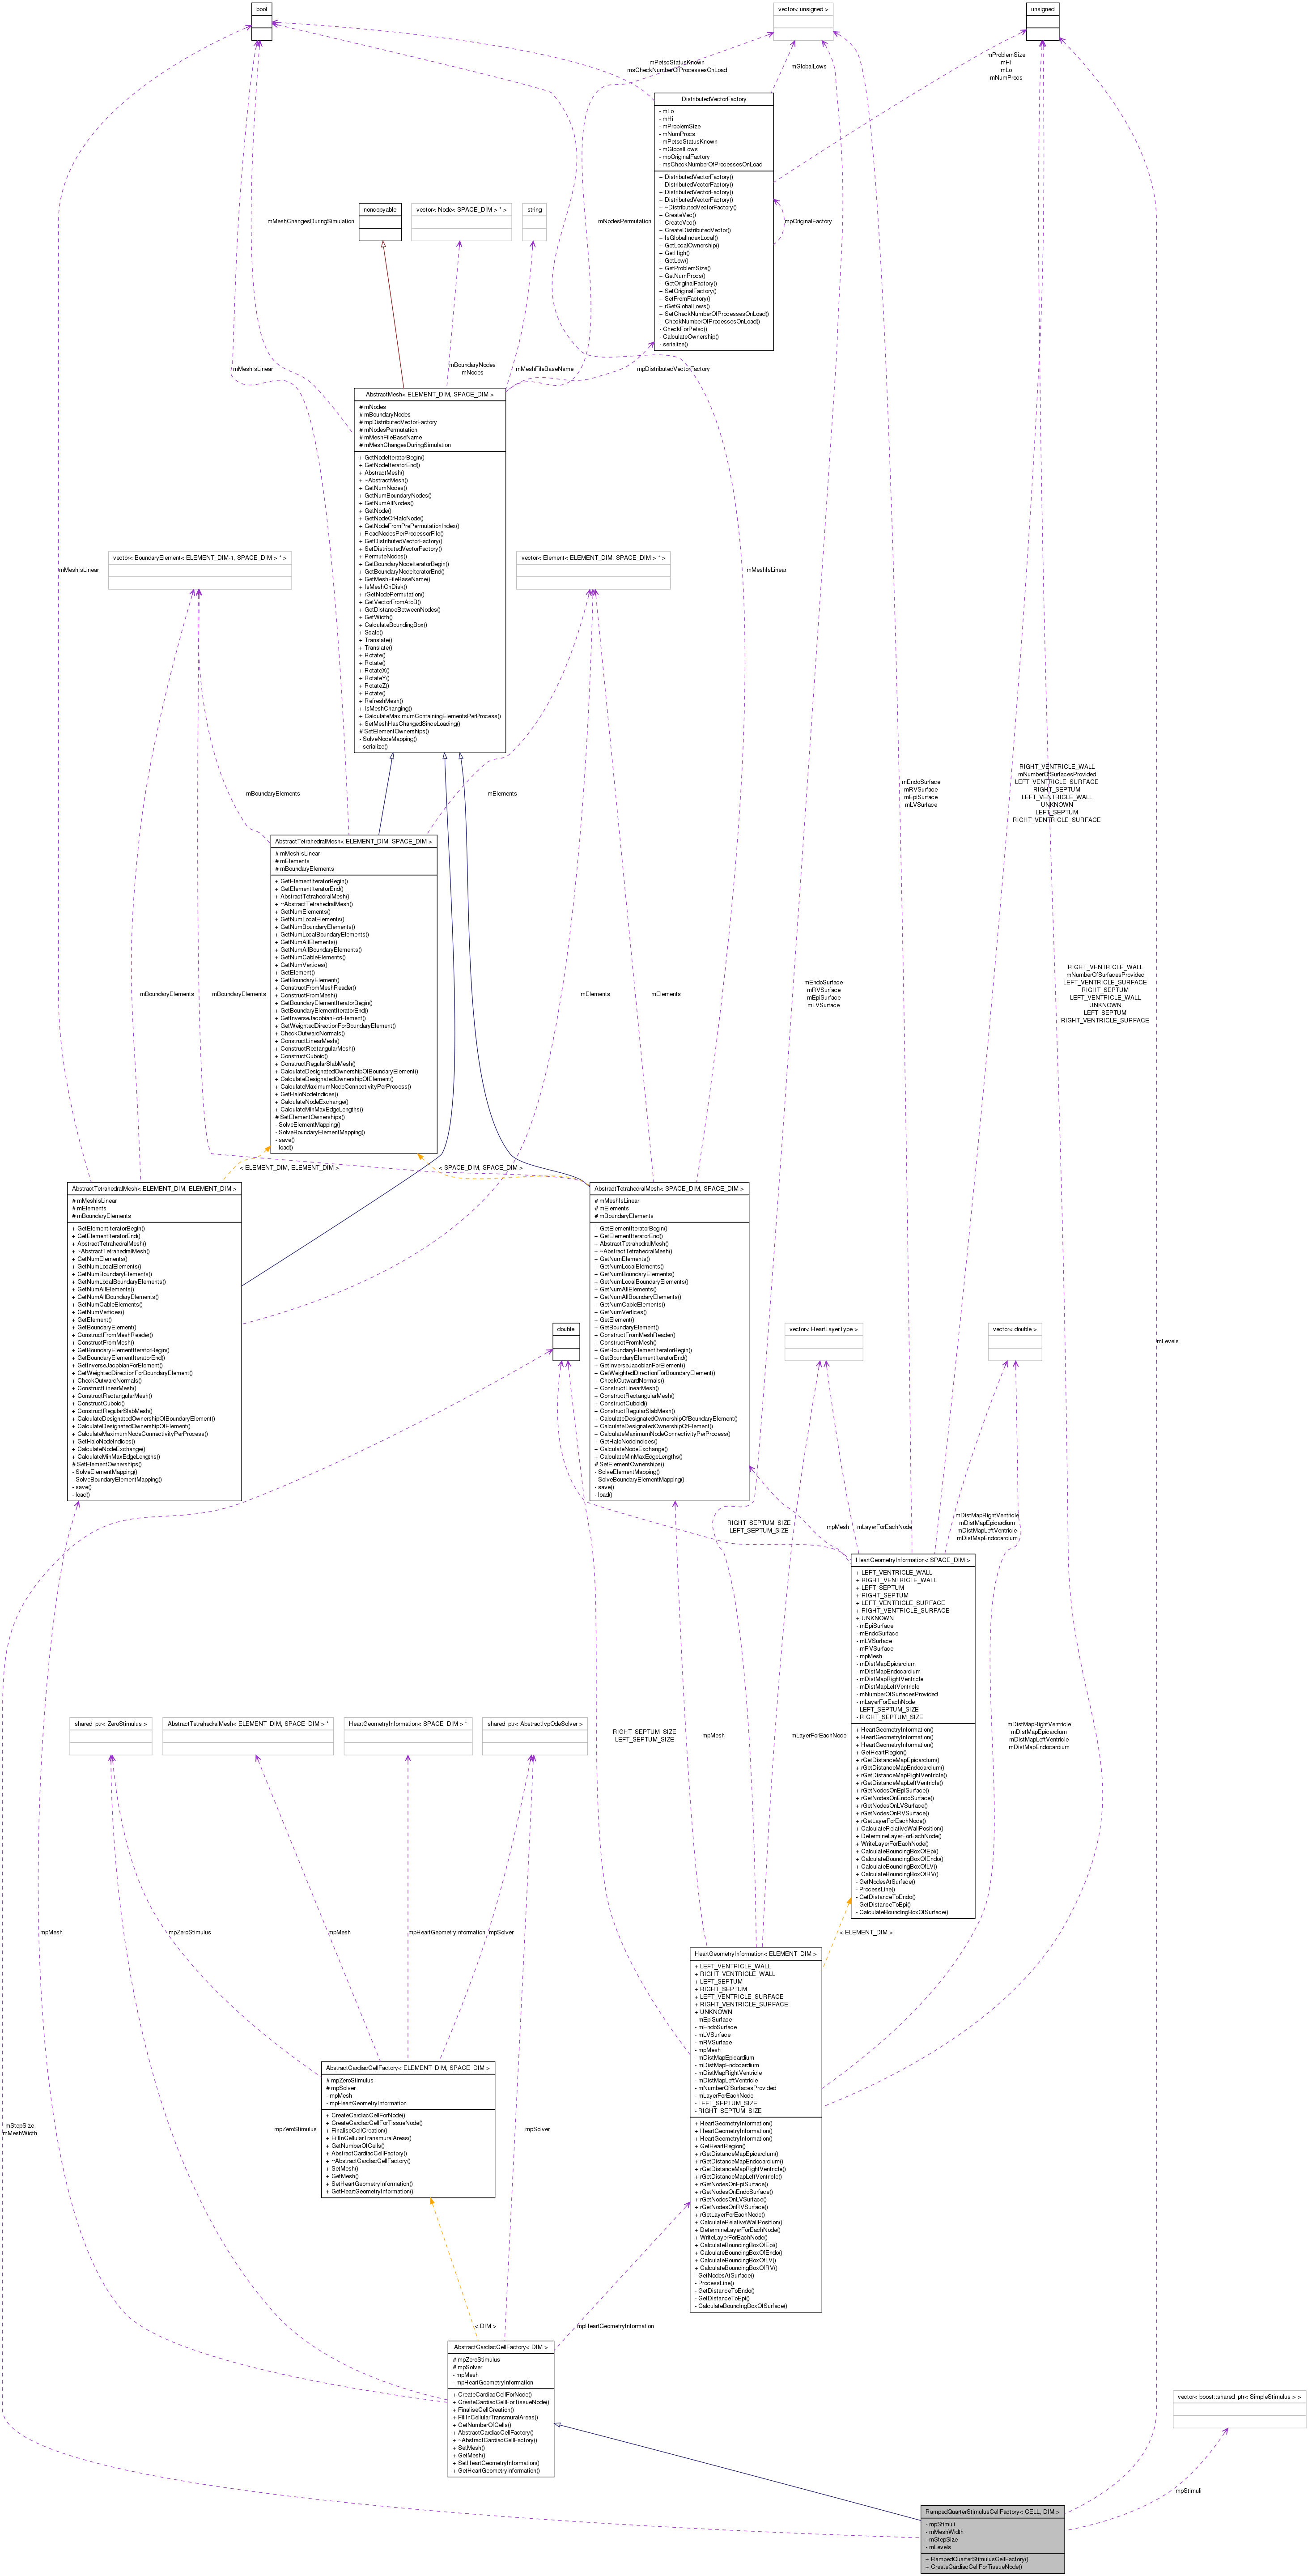 bool
vector< unsigned >
unsigned
mPetscStatusKnown
msCheckNumberOfProcessesOnLoad
mGlobalLows
mProblemSize
mHi
mLo
mNumProcs
DistributedVectorFactory
- mLo
- mHi
- mProblemSize
- mNumProcs
- mPetscStatusKnown
- mGlobalLows
- mpOriginalFactory
- msCheckNumberOfProcessesOnLoad
+ DistributedVectorFactory()
+ DistributedVectorFactory()
+ DistributedVectorFactory()
+ DistributedVectorFactory()
+ ~DistributedVectorFactory()
+ CreateVec()
+ CreateVec()
+ CreateDistributedVector()
+ IsGlobalIndexLocal()
+ GetLocalOwnership()
+ GetHigh()
+ GetLow()
+ GetProblemSize()
+ GetNumProcs()
+ GetOriginalFactory()
+ SetOriginalFactory()
+ SetFromFactory()
+ rGetGlobalLows()
+ SetCheckNumberOfProcessesOnLoad()
+ CheckNumberOfProcessesOnLoad()
- CheckForPetsc()
- CalculateOwnership()
- serialize()
mpOriginalFactory
noncopyable
vector< Node< SPACE_DIM > * >
string
mMeshChangesDuringSimulation
mNodesPermutation
mMeshIsLinear
mBoundaryNodes
mNodes
mMeshFileBaseName
mpDistributedVectorFactory
AbstractMesh< ELEMENT_DIM, SPACE_DIM >
# mNodes
# mBoundaryNodes
# mpDistributedVectorFactory
# mNodesPermutation
# mMeshFileBaseName
# mMeshChangesDuringSimulation
+ GetNodeIteratorBegin()
+ GetNodeIteratorEnd()
+ AbstractMesh()
+ ~AbstractMesh()
+ GetNumNodes()
+ GetNumBoundaryNodes()
+ GetNumAllNodes()
+ GetNode()
+ GetNodeOrHaloNode()
+ GetNodeFromPrePermutationIndex()
+ ReadNodesPerProcessorFile()
+ GetDistributedVectorFactory()
+ SetDistributedVectorFactory()
+ PermuteNodes()
+ GetBoundaryNodeIteratorBegin()
+ GetBoundaryNodeIteratorEnd()
+ GetMeshFileBaseName()
+ IsMeshOnDisk()
+ rGetNodePermutation()
+ GetVectorFromAtoB()
+ GetDistanceBetweenNodes()
+ GetWidth()
+ CalculateBoundingBox()
+ Scale()
+ Translate()
+ Translate()
+ Rotate()
+ Rotate()
+ RotateX()
+ RotateY()
+ RotateZ()
+ Rotate()
+ RefreshMesh()
+ IsMeshChanging()
+ CalculateMaximumContainingElementsPerProcess()
+ SetMeshHasChangedSinceLoading()
# SetElementOwnerships()
- SolveNodeMapping()
- serialize()
vector< BoundaryElement< ELEMENT_DIM-1, SPACE_DIM > * >
vector< Element< ELEMENT_DIM, SPACE_DIM > * >
mMeshIsLinear
mMeshIsLinear
mBoundaryElements
mElements
mEndoSurface
mRVSurface
mEpiSurface
mLVSurface
RIGHT_VENTRICLE_WALL
mNumberOfSurfacesProvided
LEFT_VENTRICLE_SURFACE
RIGHT_SEPTUM
LEFT_VENTRICLE_WALL
UNKNOWN
LEFT_SEPTUM
RIGHT_VENTRICLE_SURFACE
AbstractTetrahedralMesh< ELEMENT_DIM, SPACE_DIM >
# mMeshIsLinear
# mElements
# mBoundaryElements
+ GetElementIteratorBegin()
+ GetElementIteratorEnd()
+ AbstractTetrahedralMesh()
+ ~AbstractTetrahedralMesh()
+ GetNumElements()
+ GetNumLocalElements()
+ GetNumBoundaryElements()
+ GetNumLocalBoundaryElements()
+ GetNumAllElements()
+ GetNumAllBoundaryElements()
+ GetNumCableElements()
+ GetNumVertices()
+ GetElement()
+ GetBoundaryElement()
+ ConstructFromMeshReader()
+ ConstructFromMesh()
+ GetBoundaryElementIteratorBegin()
+ GetBoundaryElementIteratorEnd()
+ GetInverseJacobianForElement()
+ GetWeightedDirectionForBoundaryElement()
+ CheckOutwardNormals()
+ ConstructLinearMesh()
+ ConstructRectangularMesh()
+ ConstructCuboid()
+ ConstructRegularSlabMesh()
+ CalculateDesignatedOwnershipOfBoundaryElement()
+ CalculateDesignatedOwnershipOfElement()
+ CalculateMaximumNodeConnectivityPerProcess()
+ GetHaloNodeIndices()
+ CalculateNodeExchange()
+ CalculateMinMaxEdgeLengths()
# SetElementOwnerships()
- SolveElementMapping()
- SolveBoundaryElementMapping()
- save()
- load()
mBoundaryElements
mBoundaryElements
mElements
mElements
mEndoSurface
mRVSurface
mEpiSurface
mLVSurface
RIGHT_VENTRICLE_WALL
mNumberOfSurfacesProvided
LEFT_VENTRICLE_SURFACE
RIGHT_SEPTUM
LEFT_VENTRICLE_WALL
UNKNOWN
LEFT_SEPTUM
RIGHT_VENTRICLE_SURFACE
< ELEMENT_DIM, ELEMENT_DIM >
< SPACE_DIM, SPACE_DIM >
AbstractTetrahedralMesh< ELEMENT_DIM, ELEMENT_DIM >
# mMeshIsLinear
# mElements
# mBoundaryElements
+ GetElementIteratorBegin()
+ GetElementIteratorEnd()
+ AbstractTetrahedralMesh()
+ ~AbstractTetrahedralMesh()
+ GetNumElements()
+ GetNumLocalElements()
+ GetNumBoundaryElements()
+ GetNumLocalBoundaryElements()
+ GetNumAllElements()
+ GetNumAllBoundaryElements()
+ GetNumCableElements()
+ GetNumVertices()
+ GetElement()
+ GetBoundaryElement()
+ ConstructFromMeshReader()
+ ConstructFromMesh()
+ GetBoundaryElementIteratorBegin()
+ GetBoundaryElementIteratorEnd()
+ GetInverseJacobianForElement()
+ GetWeightedDirectionForBoundaryElement()
+ CheckOutwardNormals()
+ ConstructLinearMesh()
+ ConstructRectangularMesh()
+ ConstructCuboid()
+ ConstructRegularSlabMesh()
+ CalculateDesignatedOwnershipOfBoundaryElement()
+ CalculateDesignatedOwnershipOfElement()
+ CalculateMaximumNodeConnectivityPerProcess()
+ GetHaloNodeIndices()
+ CalculateNodeExchange()
+ CalculateMinMaxEdgeLengths()
# SetElementOwnerships()
- SolveElementMapping()
- SolveBoundaryElementMapping()
- save()
- load()
AbstractTetrahedralMesh< SPACE_DIM, SPACE_DIM >
# mMeshIsLinear
# mElements
# mBoundaryElements
+ GetElementIteratorBegin()
+ GetElementIteratorEnd()
+ AbstractTetrahedralMesh()
+ ~AbstractTetrahedralMesh()
+ GetNumElements()
+ GetNumLocalElements()
+ GetNumBoundaryElements()
+ GetNumLocalBoundaryElements()
+ GetNumAllElements()
+ GetNumAllBoundaryElements()
+ GetNumCableElements()
+ GetNumVertices()
+ GetElement()
+ GetBoundaryElement()
+ ConstructFromMeshReader()
+ ConstructFromMesh()
+ GetBoundaryElementIteratorBegin()
+ GetBoundaryElementIteratorEnd()
+ GetInverseJacobianForElement()
+ GetWeightedDirectionForBoundaryElement()
+ CheckOutwardNormals()
+ ConstructLinearMesh()
+ ConstructRectangularMesh()
+ ConstructCuboid()
+ ConstructRegularSlabMesh()
+ CalculateDesignatedOwnershipOfBoundaryElement()
+ CalculateDesignatedOwnershipOfElement()
+ CalculateMaximumNodeConnectivityPerProcess()
+ GetHaloNodeIndices()
+ CalculateNodeExchange()
+ CalculateMinMaxEdgeLengths()
# SetElementOwnerships()
- SolveElementMapping()
- SolveBoundaryElementMapping()
- save()
- load()
double
vector< HeartLayerType >
vector< double >
mLevels
RIGHT_SEPTUM_SIZE
LEFT_SEPTUM_SIZE
mpMesh
mLayerForEachNode
mDistMapRightVentricle
mDistMapEpicardium
mDistMapLeftVentricle
mDistMapEndocardium
HeartGeometryInformation< SPACE_DIM >
+ LEFT_VENTRICLE_WALL
+ RIGHT_VENTRICLE_WALL
+ LEFT_SEPTUM
+ RIGHT_SEPTUM
+ LEFT_VENTRICLE_SURFACE
+ RIGHT_VENTRICLE_SURFACE
+ UNKNOWN
- mEpiSurface
- mEndoSurface
- mLVSurface
- mRVSurface
- mpMesh
- mDistMapEpicardium
- mDistMapEndocardium
- mDistMapRightVentricle
- mDistMapLeftVentricle
- mNumberOfSurfacesProvided
- mLayerForEachNode
- LEFT_SEPTUM_SIZE
- RIGHT_SEPTUM_SIZE
+ HeartGeometryInformation()
+ HeartGeometryInformation()
+ HeartGeometryInformation()
+ GetHeartRegion()
+ rGetDistanceMapEpicardium()
+ rGetDistanceMapEndocardium()
+ rGetDistanceMapRightVentricle()
+ rGetDistanceMapLeftVentricle()
+ rGetNodesOnEpiSurface()
+ rGetNodesOnEndoSurface()
+ rGetNodesOnLVSurface()
+ rGetNodesOnRVSurface()
+ rGetLayerForEachNode()
+ CalculateRelativeWallPosition()
+ DetermineLayerForEachNode()
+ WriteLayerForEachNode()
+ CalculateBoundingBoxOfEpi()
+ CalculateBoundingBoxOfEndo()
+ CalculateBoundingBoxOfLV()
+ CalculateBoundingBoxOfRV()
- GetNodesAtSurface()
- ProcessLine()
- GetDistanceToEndo()
- GetDistanceToEpi()
- CalculateBoundingBoxOfSurface()
shared_ptr< ZeroStimulus >
AbstractTetrahedralMesh< ELEMENT_DIM, SPACE_DIM > *
HeartGeometryInformation< SPACE_DIM > *
shared_ptr< AbstractIvpOdeSolver >
RIGHT_SEPTUM_SIZE
LEFT_SEPTUM_SIZE
mpMesh
mLayerForEachNode
mDistMapRightVentricle
mDistMapEpicardium
mDistMapLeftVentricle
mDistMapEndocardium
mpMesh
mpZeroStimulus
mpMesh
mpHeartGeometryInformation
mpSolver
< ELEMENT_DIM >
HeartGeometryInformation< ELEMENT_DIM >
+ LEFT_VENTRICLE_WALL
+ RIGHT_VENTRICLE_WALL
+ LEFT_SEPTUM
+ RIGHT_SEPTUM
+ LEFT_VENTRICLE_SURFACE
+ RIGHT_VENTRICLE_SURFACE
+ UNKNOWN
- mEpiSurface
- mEndoSurface
- mLVSurface
- mRVSurface
- mpMesh
- mDistMapEpicardium
- mDistMapEndocardium
- mDistMapRightVentricle
- mDistMapLeftVentricle
- mNumberOfSurfacesProvided
- mLayerForEachNode
- LEFT_SEPTUM_SIZE
- RIGHT_SEPTUM_SIZE
+ HeartGeometryInformation()
+ HeartGeometryInformation()
+ HeartGeometryInformation()
+ GetHeartRegion()
+ rGetDistanceMapEpicardium()
+ rGetDistanceMapEndocardium()
+ rGetDistanceMapRightVentricle()
+ rGetDistanceMapLeftVentricle()
+ rGetNodesOnEpiSurface()
+ rGetNodesOnEndoSurface()
+ rGetNodesOnLVSurface()
+ rGetNodesOnRVSurface()
+ rGetLayerForEachNode()
+ CalculateRelativeWallPosition()
+ DetermineLayerForEachNode()
+ WriteLayerForEachNode()
+ CalculateBoundingBoxOfEpi()
+ CalculateBoundingBoxOfEndo()
+ CalculateBoundingBoxOfLV()
+ CalculateBoundingBoxOfRV()
- GetNodesAtSurface()
- ProcessLine()
- GetDistanceToEndo()
- GetDistanceToEpi()
- CalculateBoundingBoxOfSurface()
AbstractCardiacCellFactory< ELEMENT_DIM, SPACE_DIM >
# mpZeroStimulus
# mpSolver
- mpMesh
- mpHeartGeometryInformation
+ CreateCardiacCellForNode()
+ CreateCardiacCellForTissueNode()
+ FinaliseCellCreation()
+ FillInCellularTransmuralAreas()
+ GetNumberOfCells()
+ AbstractCardiacCellFactory()
+ ~AbstractCardiacCellFactory()
+ SetMesh()
+ GetMesh()
+ SetHeartGeometryInformation()
+ GetHeartGeometryInformation()
mStepSize
mMeshWidth
mpZeroStimulus
mpSolver
< DIM >
mpHeartGeometryInformation
AbstractCardiacCellFactory< DIM >
# mpZeroStimulus
# mpSolver
- mpMesh
- mpHeartGeometryInformation
+ CreateCardiacCellForNode()
+ CreateCardiacCellForTissueNode()
+ FinaliseCellCreation()
+ FillInCellularTransmuralAreas()
+ GetNumberOfCells()
+ AbstractCardiacCellFactory()
+ ~AbstractCardiacCellFactory()
+ SetMesh()
+ GetMesh()
+ SetHeartGeometryInformation()
+ GetHeartGeometryInformation()
vector< boost::shared_ptr< SimpleStimulus > >
mpStimuli
RampedQuarterStimulusCellFactory< CELL, DIM >
- mpStimuli
- mMeshWidth
- mStepSize
- mLevels
+ RampedQuarterStimulusCellFactory()
+ CreateCardiacCellForTissueNode()